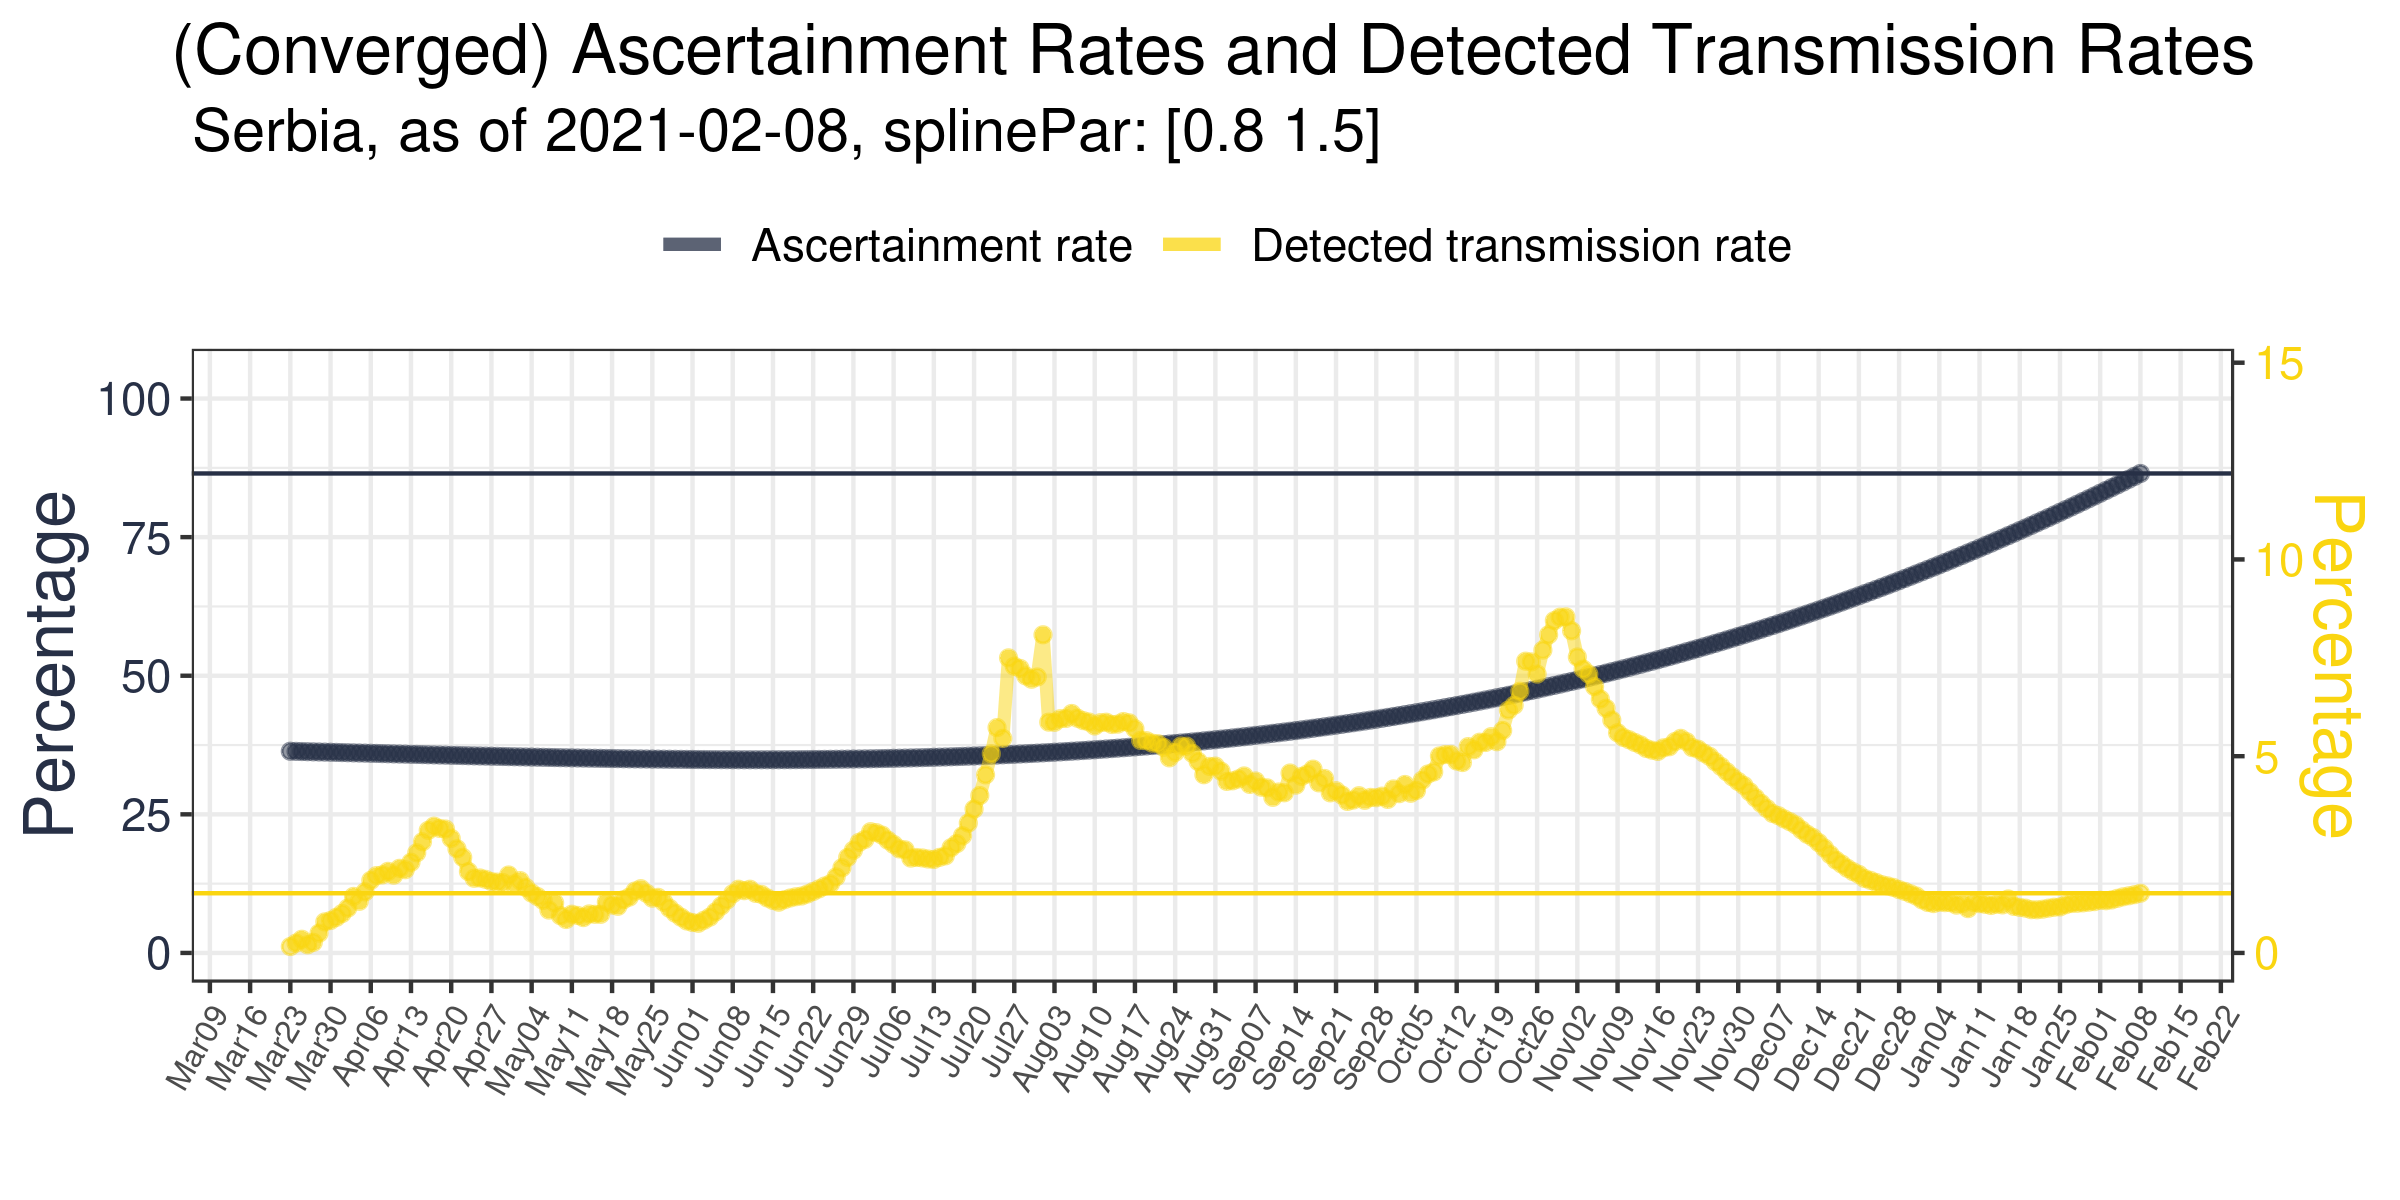 (Converged) Ascertainment Rates and Detected Transmission Rates
Serbia, as of 2021-02-08, splinePar: [0.8 1.5]
Ascertainment rate
Detected transmission rate
Percentage
100
75
50
25
0
15
10
5
0
Percentage
Mar09
Mar16
Mar23
Mar30
Apr06
Apr13
Apr20
Apr27
May04
May11
May18
May25
Jun01
Jun08
Jun15
Jun22
Jun29
Jul06
Jul13
Jul20
Jul27
Aug03
Aug10
Aug17
Aug24
Aug31
Sep07
Sep14
Sep21
Sep28
Oct05
Oct12
Oct19
Oct26
Nov02
Nov09
Nov16
Nov23
Nov30
Dec07
Dec14
Dec21
Dec28
Jan04
Jan11
Jan18
Jan25
Feb01
Feb08
Feb15
Feb22